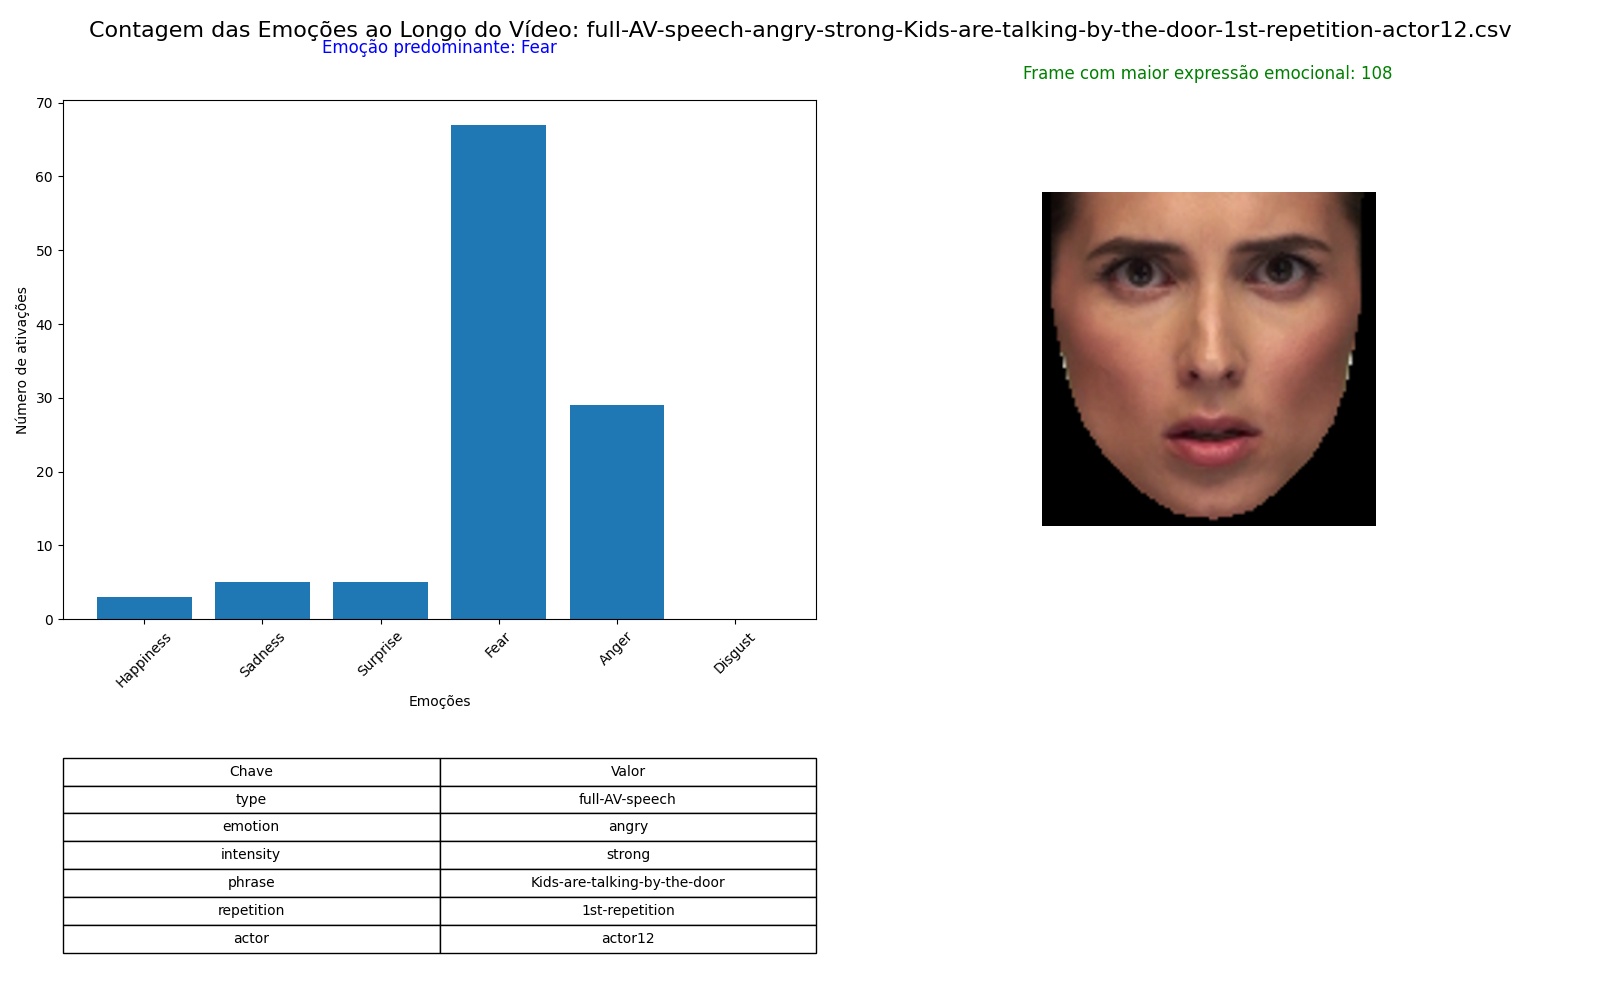 Contagem das Emoções ao Longo do Vídeo: full-AV-speech-angry-strong-Kids-are-talking-by-the-door-1st-repetition-actor12.csv
Emoção predominante: Fear
Frame com maior expressão emocional: 108
70
60
50
40
30
20
10
0
Número de ativações
Happiness
Sadness
Surprise
Fear
Anger
Disgust
Emoções
Chave Valor
type full-AV-speech
emotion angry
intensity strong
phrase Kids-are-talking-by-the-door
repetition 1st-repetition
actor actor12